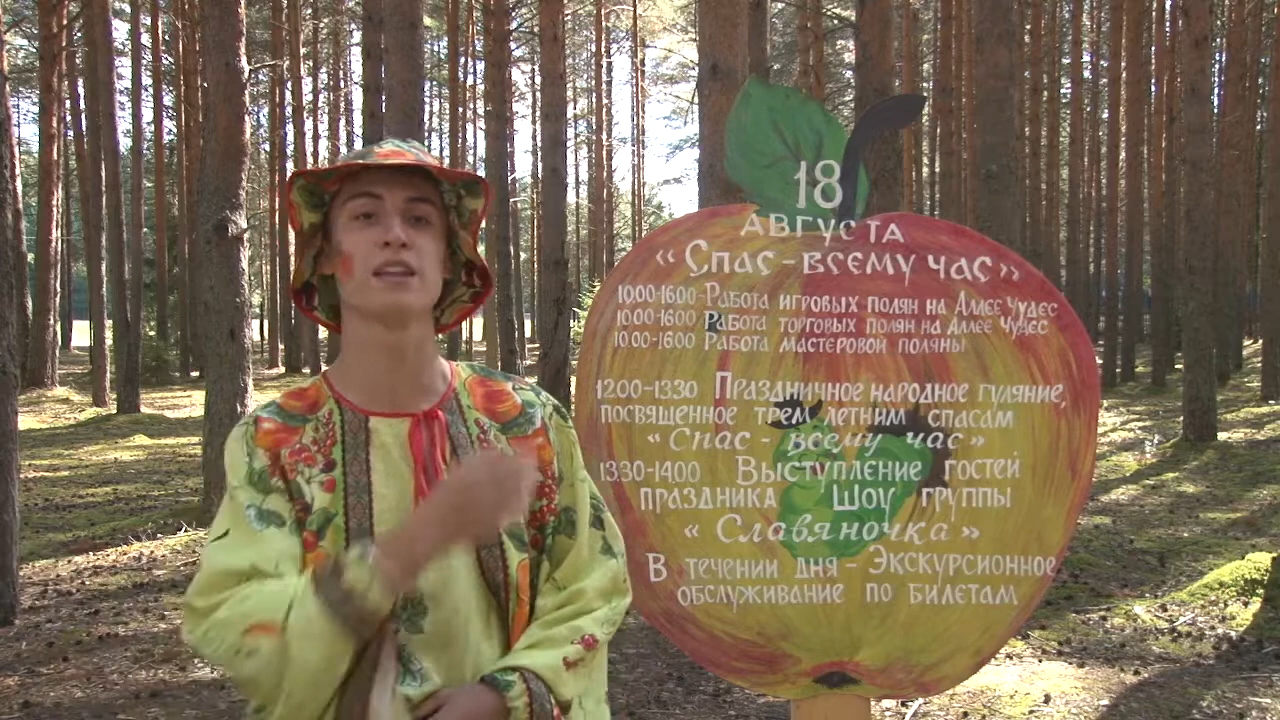 18
АВГУСТА
«Спас - всему час»
10.00-16.00 - Работа игровых полян на Аллее Чудес
10.00-16.00 Работа торговых полян на Аллее Чудес
10.00-16.00 Работа мастеровой поляны
12.00-13.30 Праздничное народное гуляние,
посвященное трем летним спасам
«Спас - всему час»
13.30-14.00 Выступление гостей
праздника Шоу группы
«Славяночка»
В течении дня - Экскурсионное
обслуживание по билетам